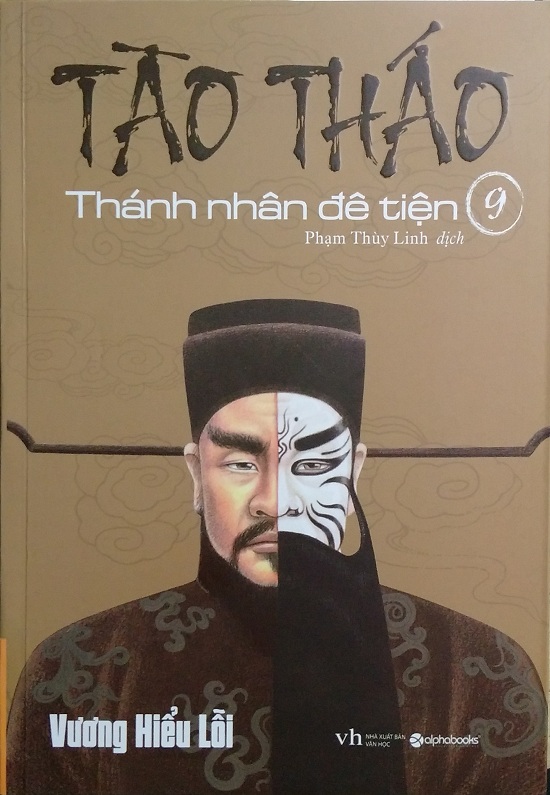 TÀO THÁO
Thánh nhân đê tiện 9
Phạm Thùy Linh dịch
Vương Hiểu Lỗi
vh NHÀ XUẤT BẢN VĂN HỌC
alphabooks